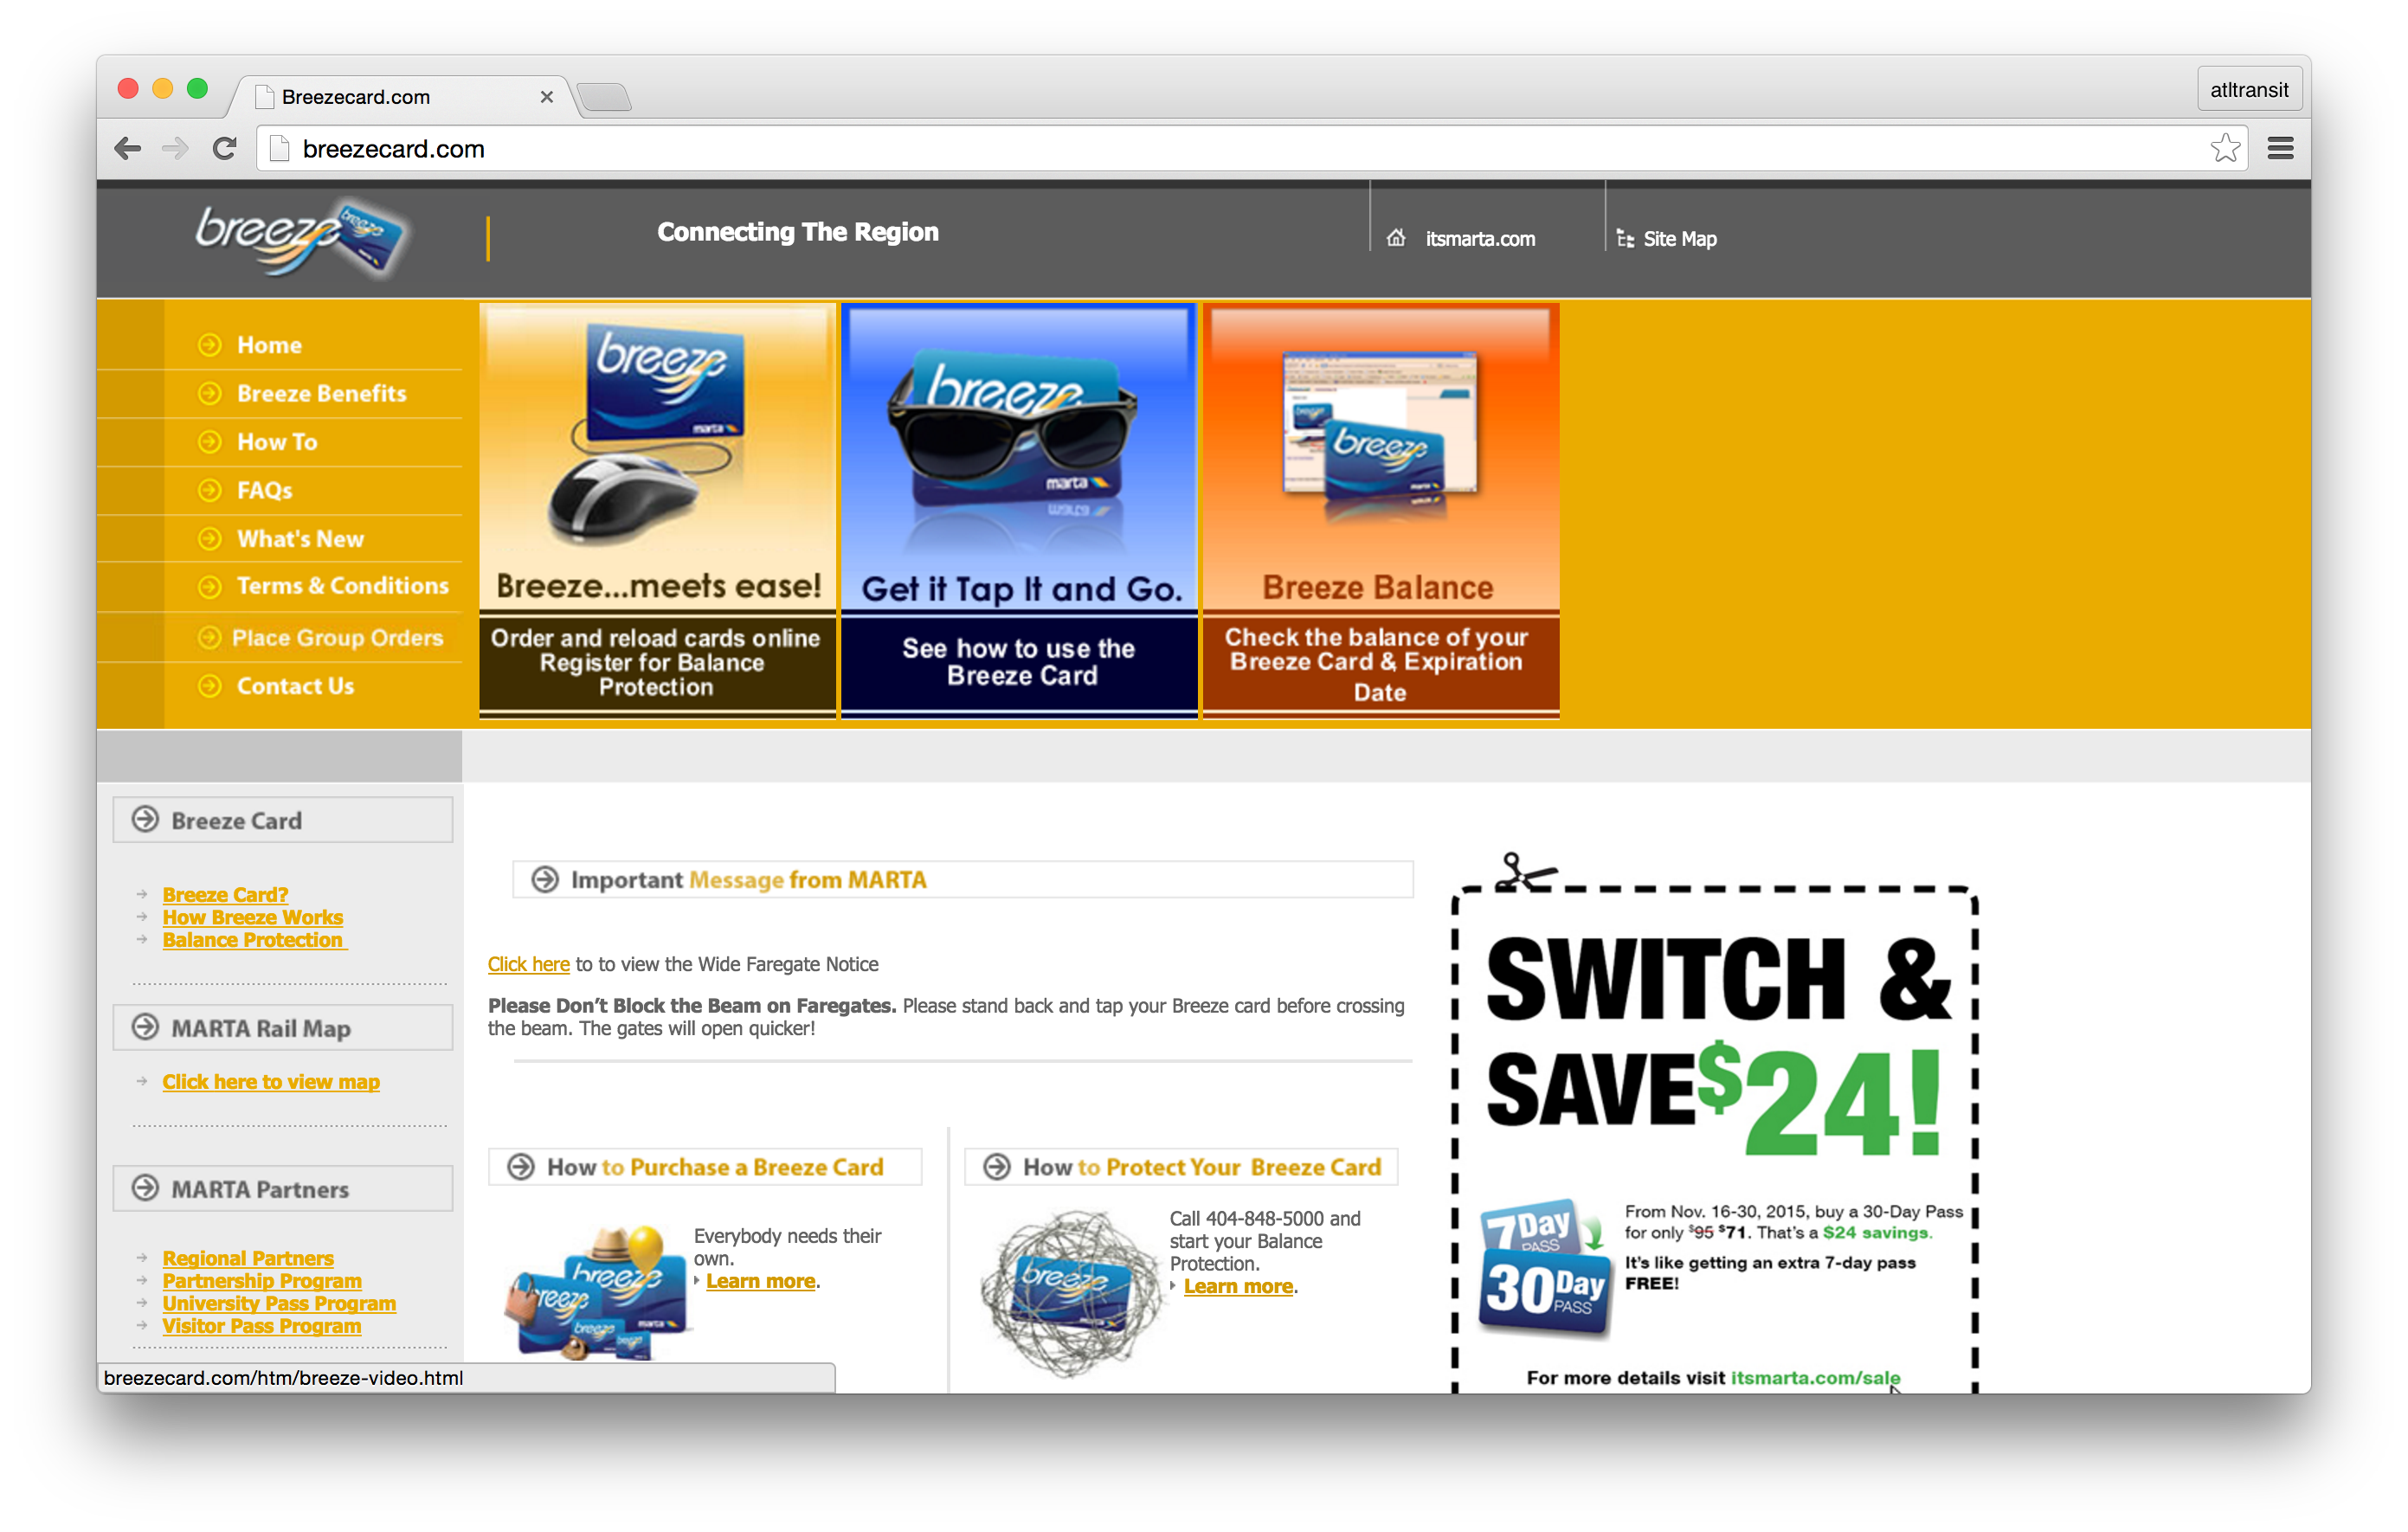 Breezecard.com
atltransit
breezecard.com
breeze
breeze
Connecting The Region
itsmarta.com
Site Map
Home
Breeze Benefits
How To
FAQs
What's New
Terms & Conditions
Place Group Orders
Contact Us
breeze
marta
Breeze...meets ease!
Order and reload cards online
Register for Balance
Protection
breeze
marta
Get it Tap It and Go.
See how to use the
Breeze Card
breeze
Breeze Balance
Check the balance of your
Breeze Card & Expiration
Date
Breeze Card
Breeze Card?
How Breeze Works
Balance Protection
MARTA Rail Map
Click here to view map
MARTA Partners
Regional Partners
Partnership Program
University Pass Program
Visitor Pass Program
Important Message from MARTA
Click here to to view the Wide Faregate Notice
Please Don’t Block the Beam on Faregates. Please stand back and tap your Breeze card before crossing
the beam. The gates will open quicker!
How to Purchase a Breeze Card
breeze
breeze
breeze
breeze
marta
Everybody needs their
own.
Learn more.
How to Protect Your Breeze Card
breeze
Call 404-848-5000 and
start your Balance
Protection.
Learn more.
SWITCH &
SAVE $24!
7Day
PASS
30Day
PASS
From Nov. 16-30, 2015, buy a 30-Day Pass
for only $95 $71. That’s a $24 savings.
It’s like getting an extra 7-day pass
FREE!
For more details visit itsmarta.com/sale
breezecard.com/htm/breeze-video.html